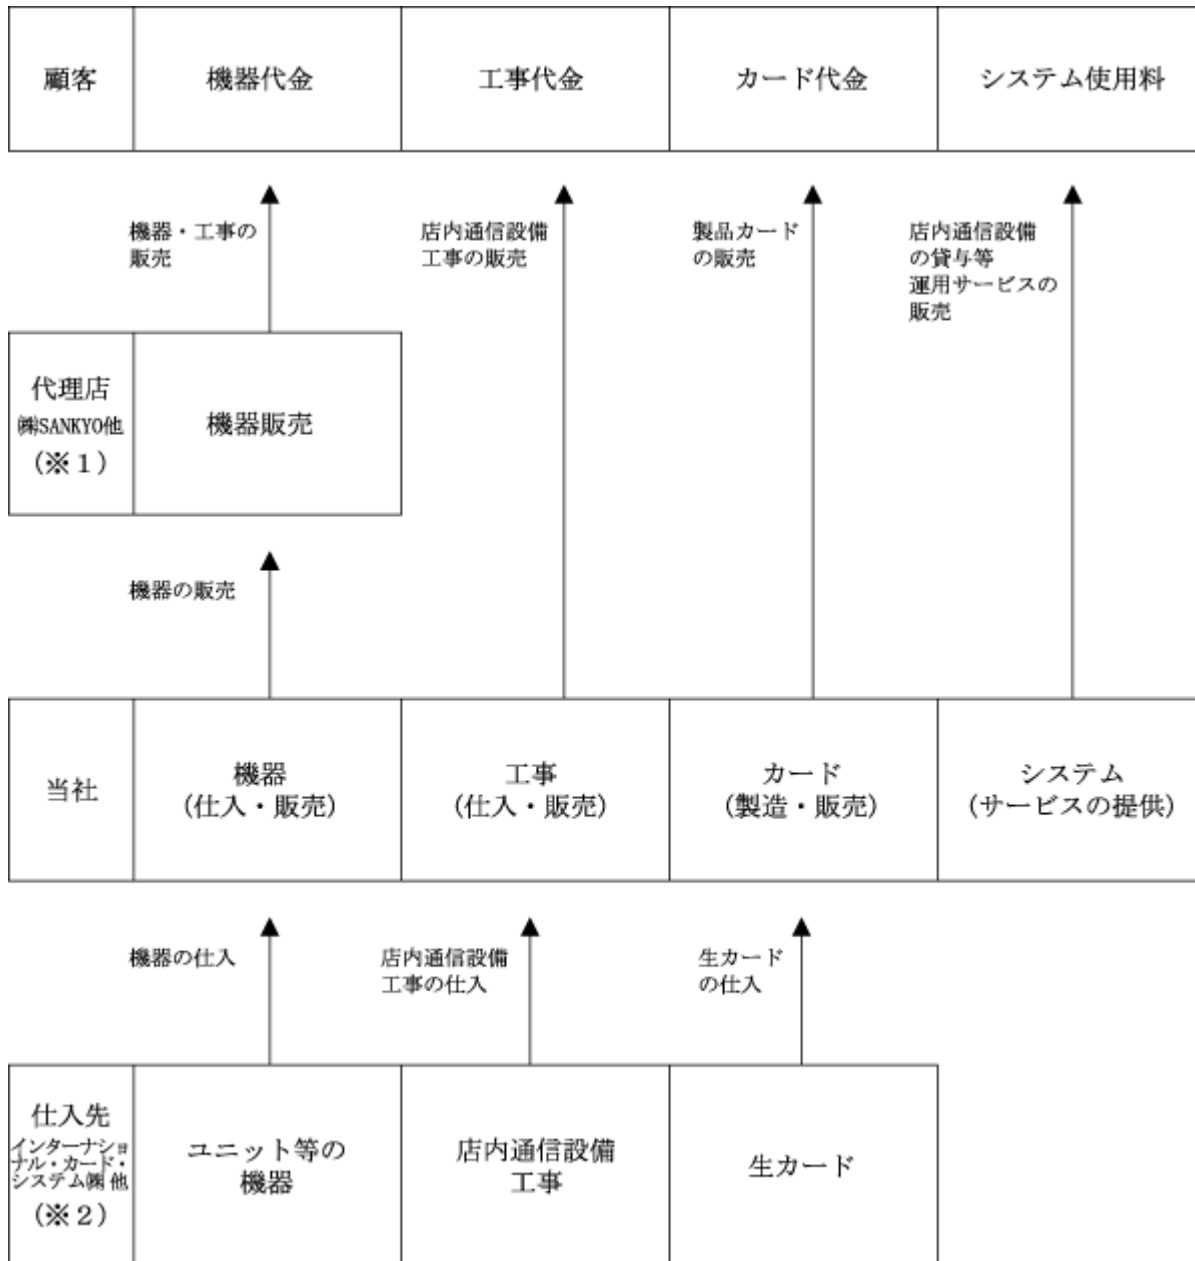 顧客
機器代金
工事代金
カード代金
システム使用料
機器・工事の
販売
店内通信設備
工事の販売
製品カード
の販売
店内通信設備
の貸与等
運用サービスの
販売
代理店
㈱SANKYO他
(※1)
機器販売
機器の販売
当社
機器
(仕入・販売)
工事
(仕入・販売)
カード
(製造・販売)
システム
(サービスの提供)
機器の仕入
店内通信設備
工事の仕入
生カード
の仕入
仕入先
インターナショ
ナル・カード・
システム㈱他
(※2)
ユニット等の
機器
店内通信設備
工事
生カード